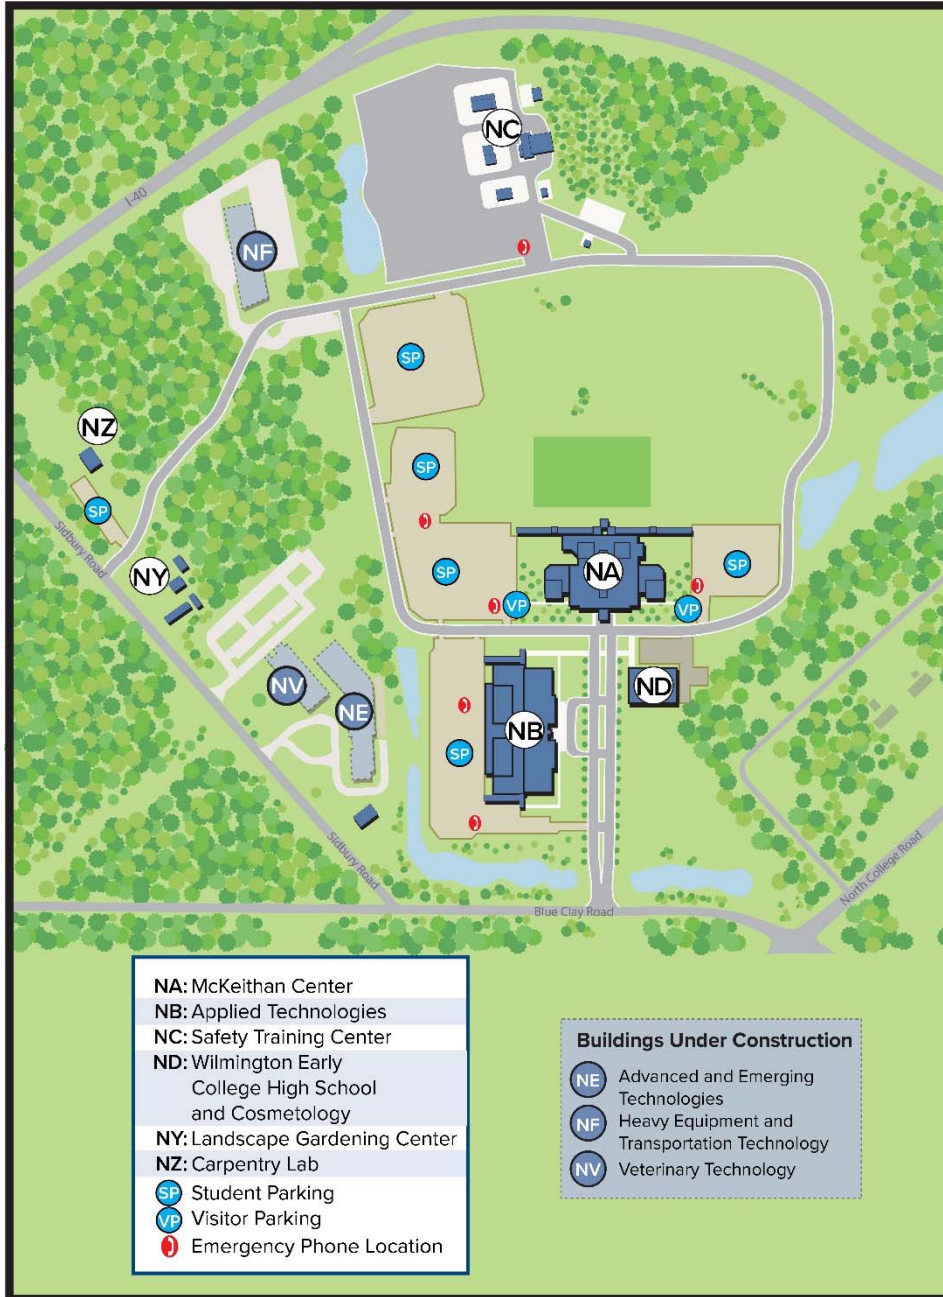 I-40
NC
NF
SP
NZ
SP
SP
Sidbury Road
NY
SP
NA
SP
VP
VP
NV
NE
ND
NB
SP
Sidbury Road
North College Road
Blue Clay Road
NA: McKeithan Center
NB: Applied Technologies
NC: Safety Training Center
ND: Wilmington Early
College High School
and Cosmetology
NY: Landscape Gardening Center
NZ: Carpentry Lab
SP Student Parking
VP Visitor Parking
Emergency Phone Location
Buildings Under Construction
NE Advanced and Emerging
Technologies
NF Heavy Equipment and
Transportation Technology
NV Veterinary Technology